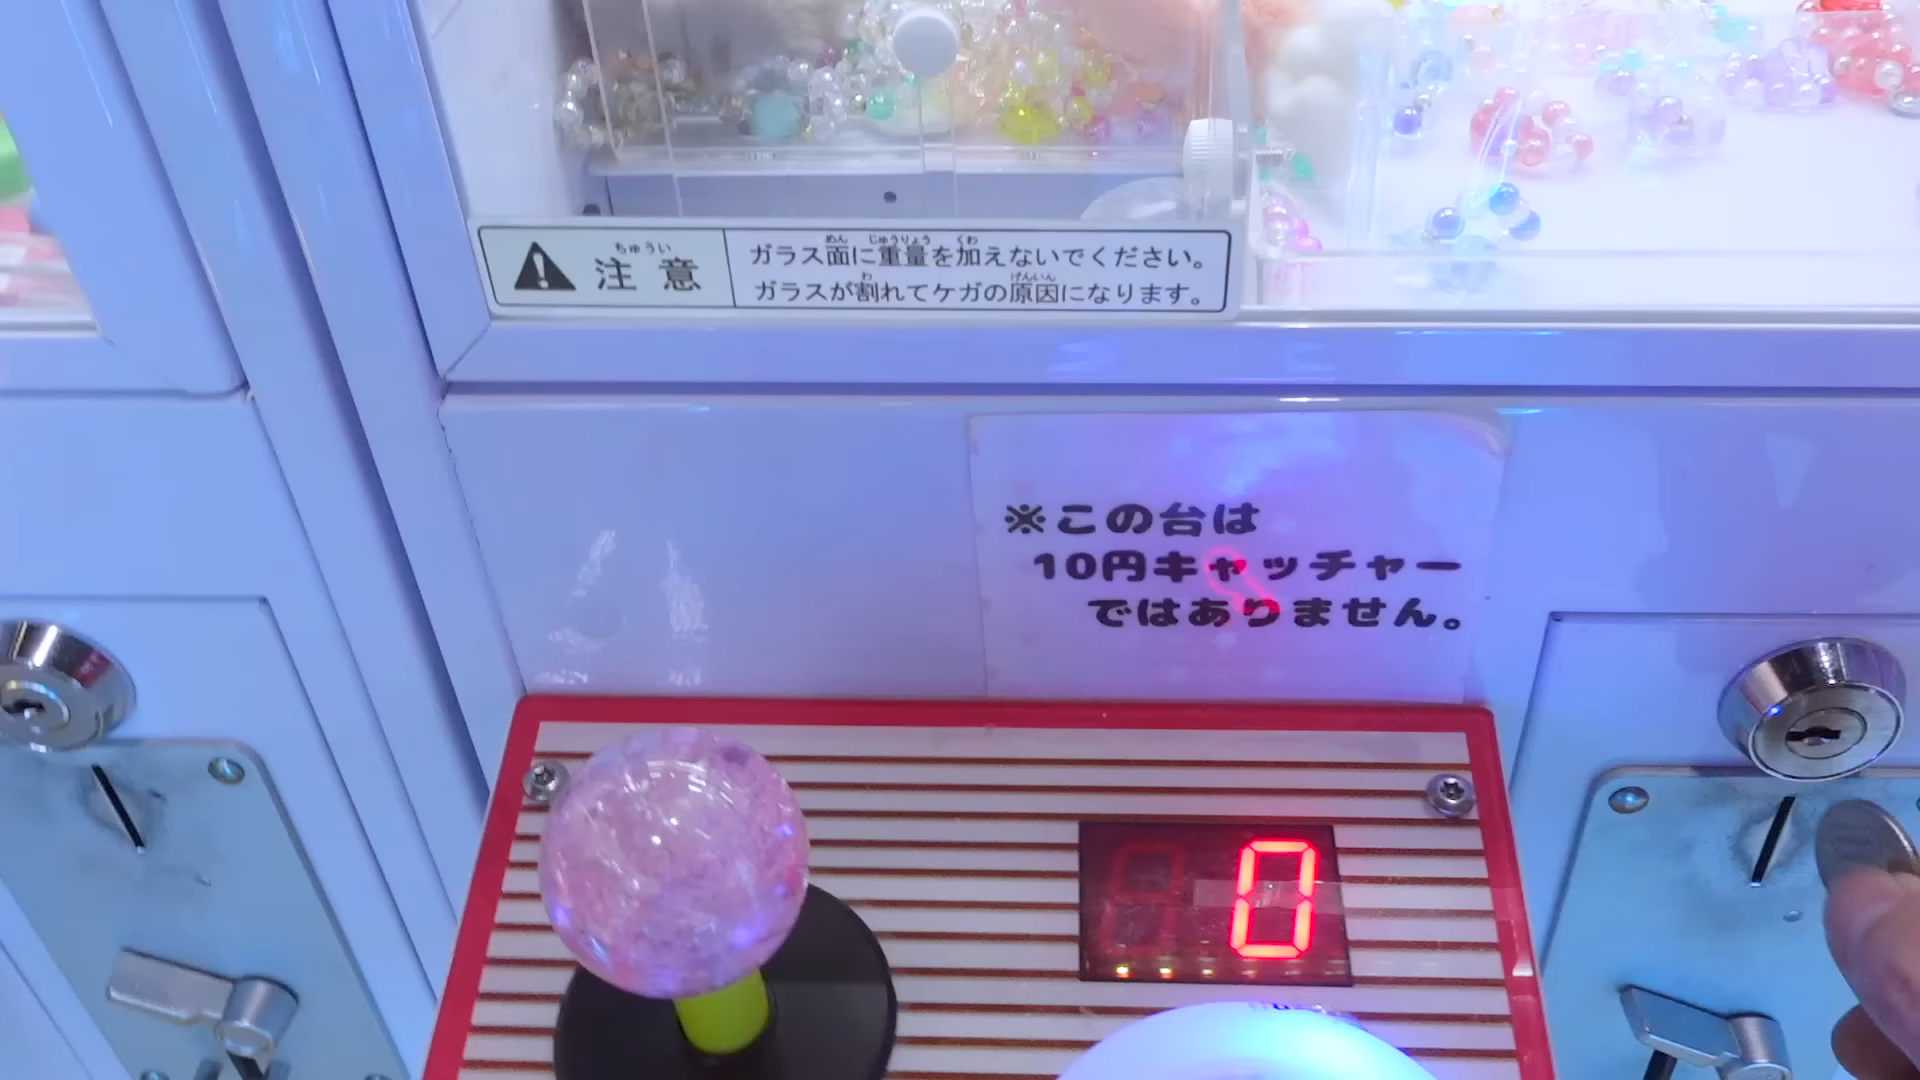 注意
ガラス面に重量を加えないでください。
ガラスが割れてケガの原因になります。
※この台は
10円キャッチャー
ではありません。
0